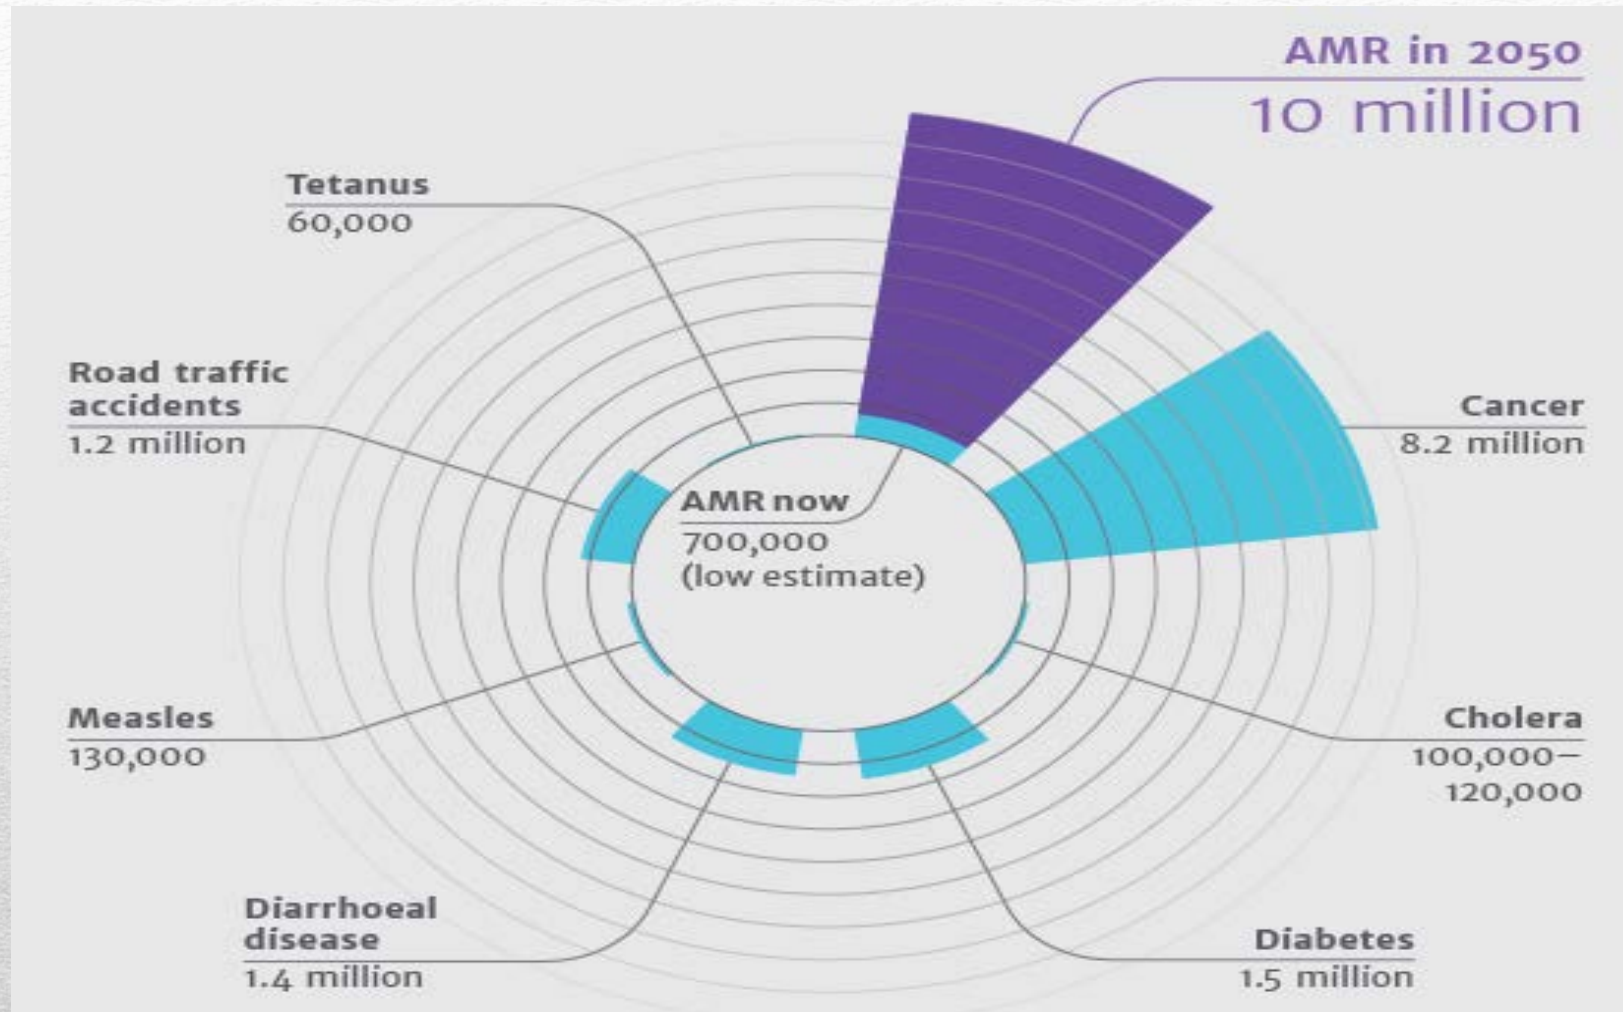 AMR in 2050
10 million
Tetanus
60,000
Road traffic
accidents
1.2 million
Cancer
8.2 million
AMR now
700,000
(low estimate)
Measles
130,000
Cholera
100,000–
120,000
Diarrhoeal
disease
1.4 million
Diabetes
1.5 million